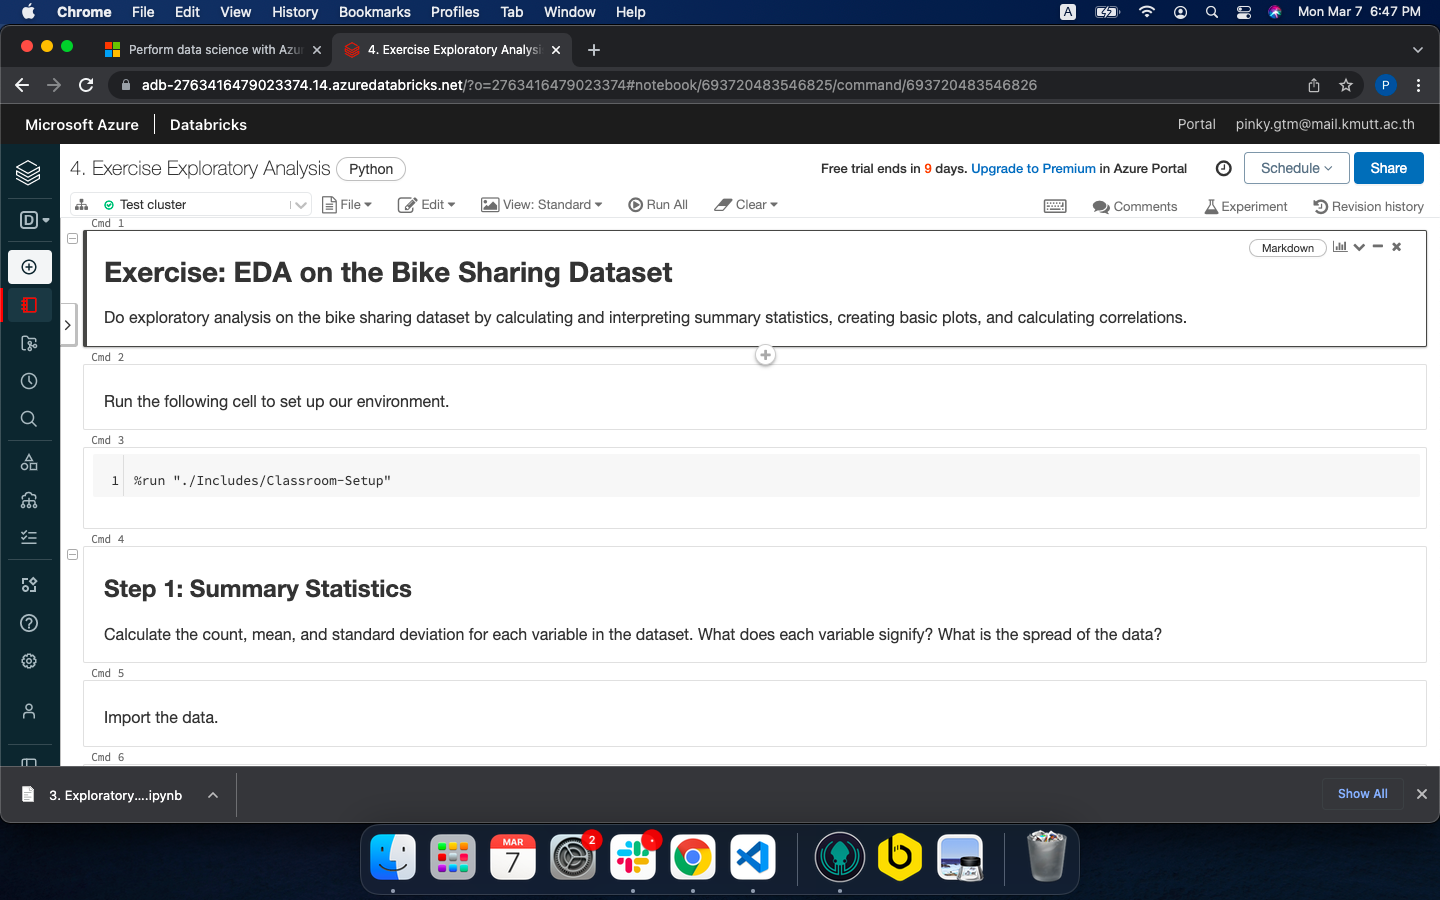 Chrome File Edit View History Bookmarks Profiles Tab Window Help A Mon Mar 7 6:47 PM
Perform data science with Azu 4. Exercise Exploratory Analysi
adb-2763416479023374.14.azuredatabricks.net/?o=2763416479023374#notebook/693720483546825/command/693720483546826 P
Microsoft Azure Databricks Portal pinky.gtm@mail.kmutt.ac.th
4. Exercise Exploratory Analysis Python Free trial ends in 9 days. Upgrade to Premium in Azure Portal Schedule Share
D Test cluster File Edit View: Standard Run All Clear Comments Experiment Revision history
Cmd 1
Markdown
Exercise: EDA on the Bike Sharing Dataset
Do exploratory analysis on the bike sharing dataset by calculating and interpreting summary statistics, creating basic plots, and calculating correlations.
Cmd 2
Run the following cell to set up our environment.
Cmd 3
1 %run "./Includes/Classroom-Setup"
Cmd 4
Step 1: Summary Statistics
Calculate the count, mean, and standard deviation for each variable in the dataset. What does each variable signify? What is the spread of the data?
Cmd 5
Import the data.
Cmd 6
3. Exploratory....ipynb Show All
MAR
7
2